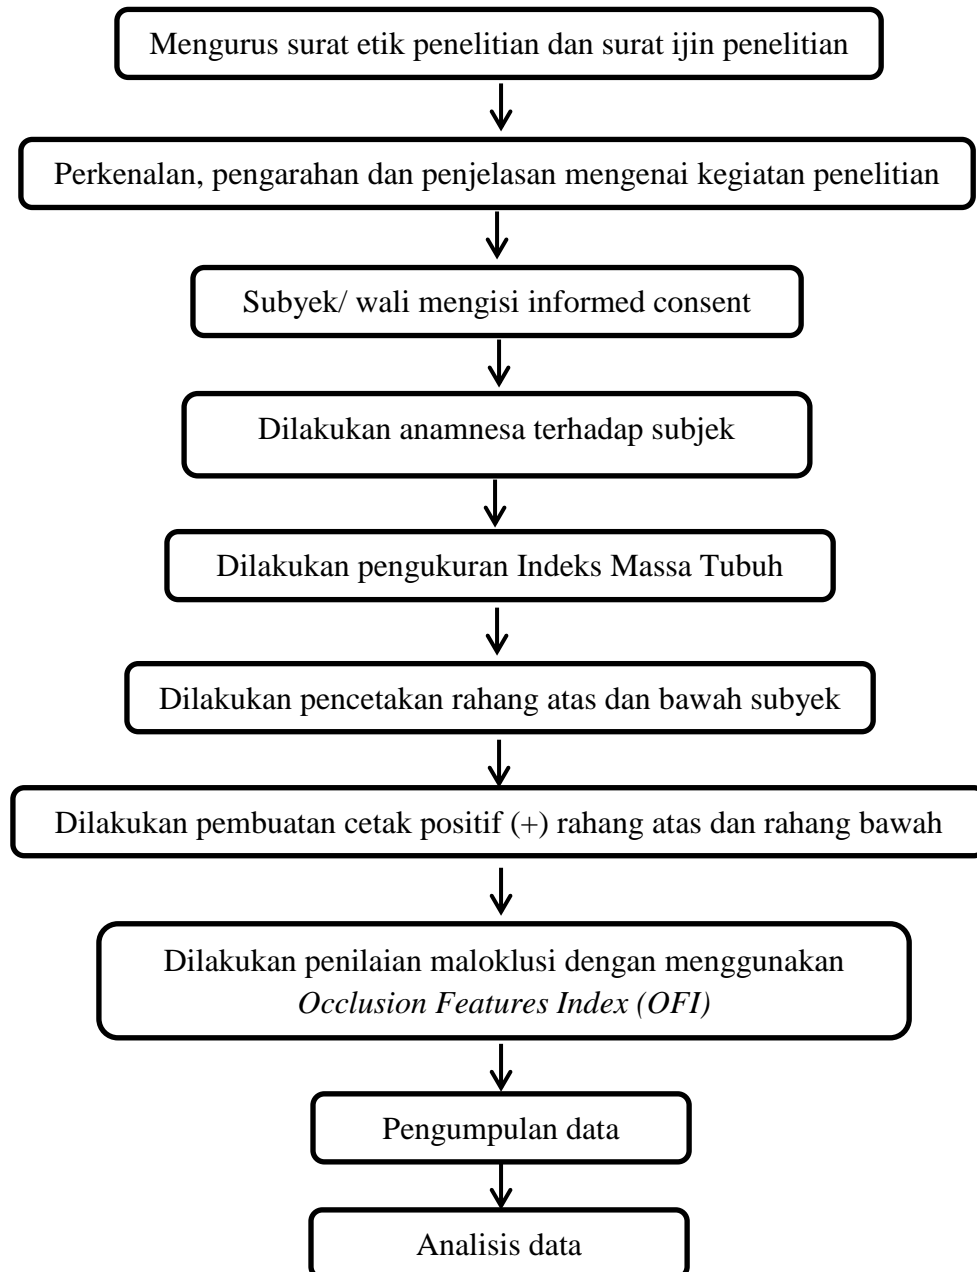 Mengurus surat etik penelitian dan surat ijin penelitian
Perkenalan, pengarahan dan penjelasan mengenai kegiatan penelitian
Subyek/ wali mengisi informed consent
Dilakukan anamnesa terhadap subjek
Dilakukan pengukuran Indeks Massa Tubuh
Dilakukan pencetakan rahang atas dan bawah subyek
Dilakukan pembuatan cetak positif (+) rahang atas dan rahang bawah
Dilakukan penilaian maloklusi dengan menggunakan
Occlusion Features Index (OFI)
Pengumpulan data
Analisis data